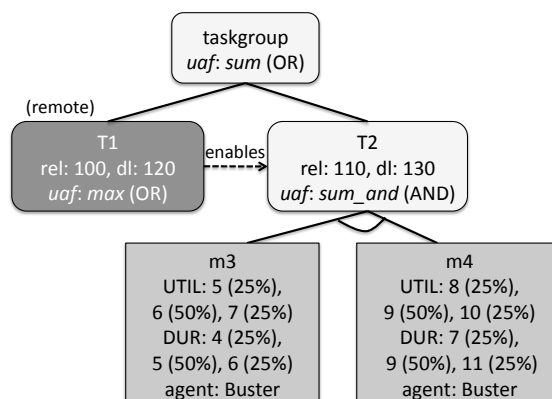 taskgroup
uaf: sum (OR)
(remote)
T1
rel: 100, dl: 120
uaf: max (OR)
enables
T2
rel: 110, dl: 130
uaf: sum_and (AND)
m3
UTIL: 5 (25%),
6 (50%), 7 (25%)
DUR: 4 (25%),
5 (50%), 6 (25%)
agent: Buster
m4
UTIL: 8 (25%),
9 (50%), 10 (25%)
DUR: 7 (25%),
9 (50%), 11 (25%)
agent: Buster